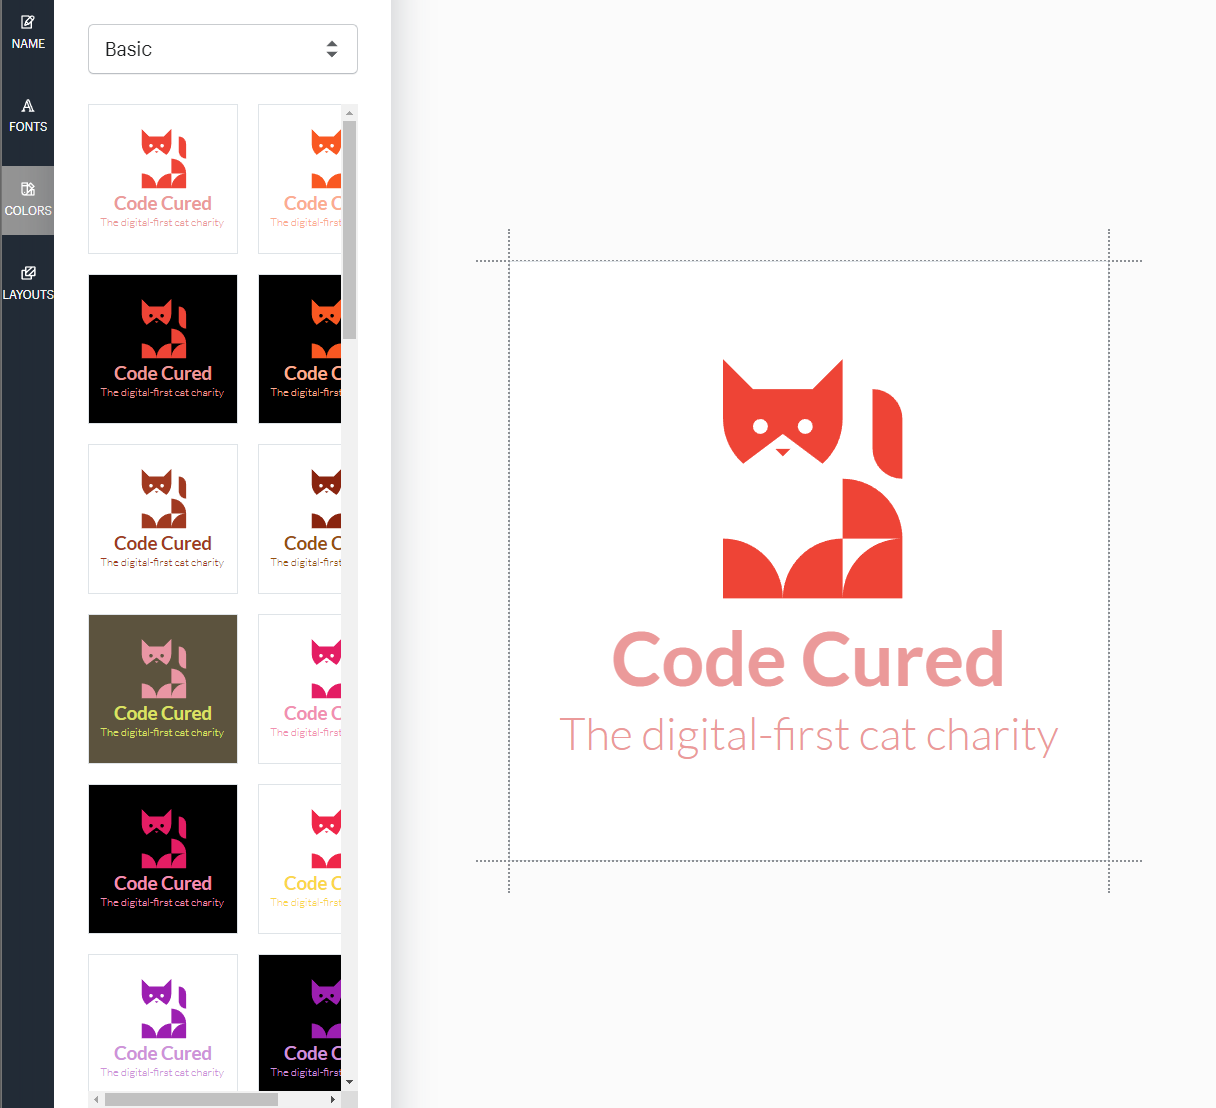 NAME
FONTS
COLORS
LAYOUTS
Basic
Code Cured
The digital-first cat charity
Code C
The digital-first
Code Cured
The digital-first cat charity
Code C
The digital-first
Code Cured
The digital-first cat charity
Code C
The digital-first
Code Cured
The digital-first cat charity
Code C
The digital-first
Code Cured
The digital-first cat charity
Code C
The digital-first
Code Cured
The digital-first cat charity
Code C
The digital-first
Code Cured
The digital-first cat charity